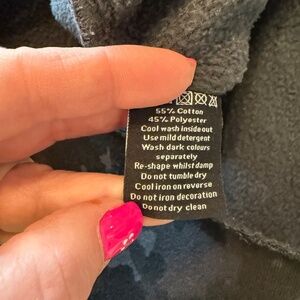 55% Cotton
45% Polyester
Cool wash inside out
Use mild detergent
Wash dark colours
separately
Re-shape whilst damp
Do not tumble dry
Cool iron on reverse
Do not iron decoration
Do not dry clean